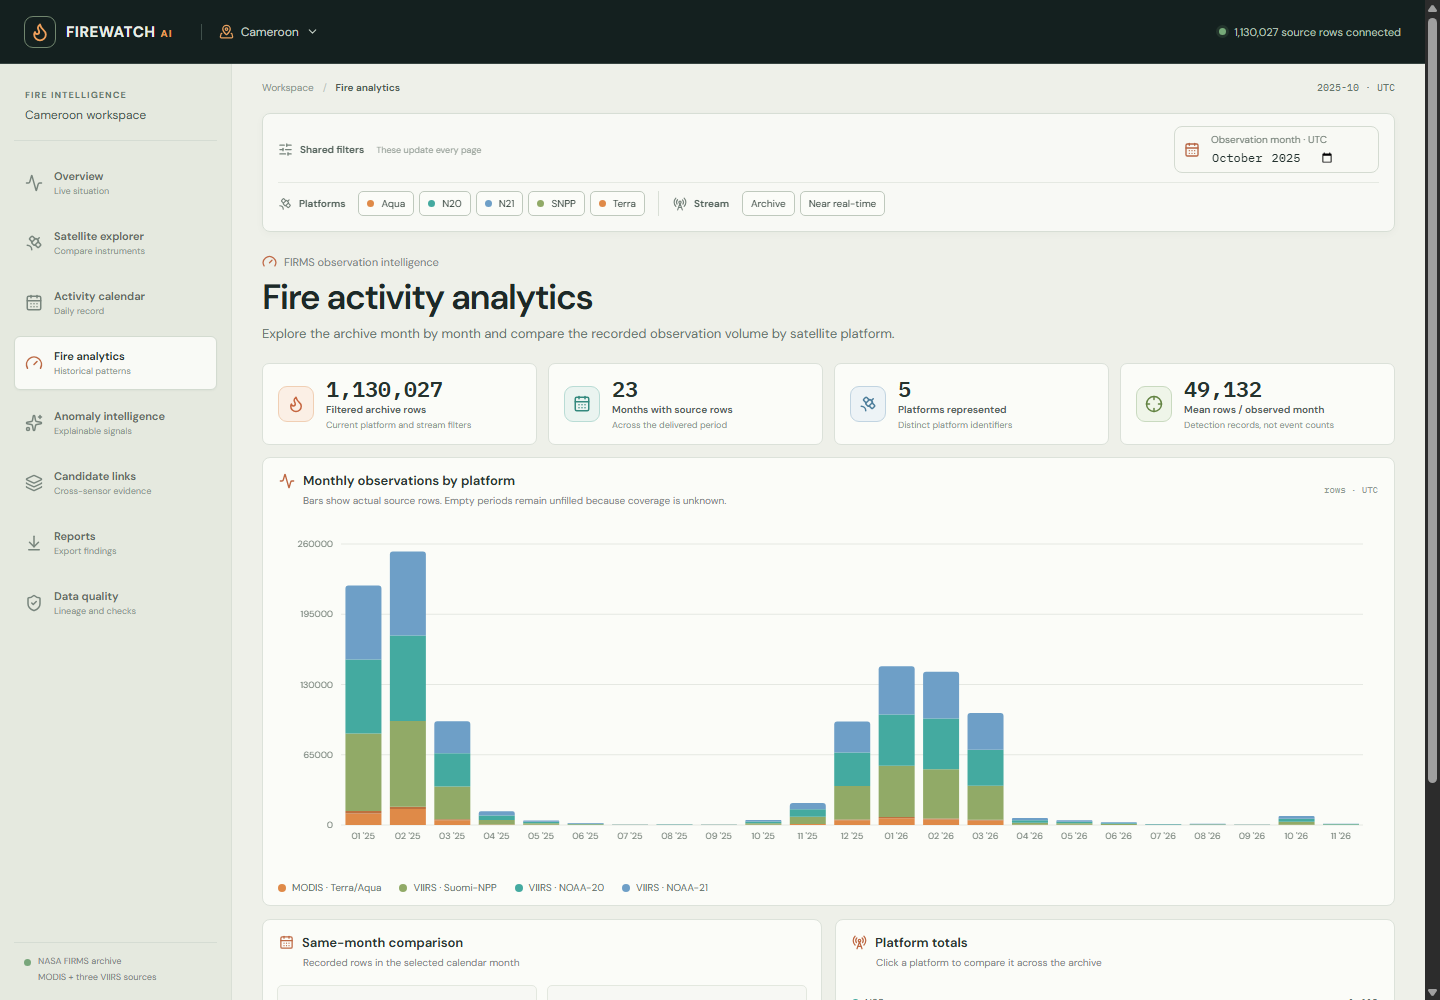 FIREWATCH AI
Cameroon
1,130,027 source rows connected
FIRE INTELLIGENCE
Cameroon workspace
Overview
Live situation
Satellite explorer
Compare instruments
Activity calendar
Daily record
Fire analytics
Historical patterns
Anomaly intelligence
Explainable signals
Candidate links
Cross-sensor evidence
Reports
Export findings
Data quality
Lineage and checks
NASA FIRMS archive
MODIS + three VIIRS sources
Workspace / Fire analytics
2025-10 · UTC
Shared filters These update every page
Observation month · UTC
October 2025
Platforms Aqua N20 N21 SNPP Terra Stream Archive Near real-time
FIRMS observation intelligence
Fire activity analytics
Explore the archive month by month and compare the recorded observation volume by satellite platform.
1,130,027
Filtered archive rows
Current platform and stream filters
23
Months with source rows
Across the delivered period
5
Platforms represented
Distinct platform identifiers
49,132
Mean rows / observed month
Detection records, not event counts
Monthly observations by platform
Bars show actual source rows. Empty periods remain unfilled because coverage is unknown.
rows · UTC
260000
195000
130000
65000
0
01 '25 02 '25 03 '25 04 '25 05 '25 06 '25 07 '25 08 '25 09 '25 10 '25 11 '25 12 '25 01 '26 02 '26 03 '26 04 '26 05 '26 06 '26 07 '26 08 '26 09 '26 10 '26 11 '26
MODIS · Terra/Aqua VIIRS · Suomi-NPP VIIRS · NOAA-20 VIIRS · NOAA-21
Same-month comparison
Recorded rows in the selected calendar month
Platform totals
Click a platform to compare it across the archive